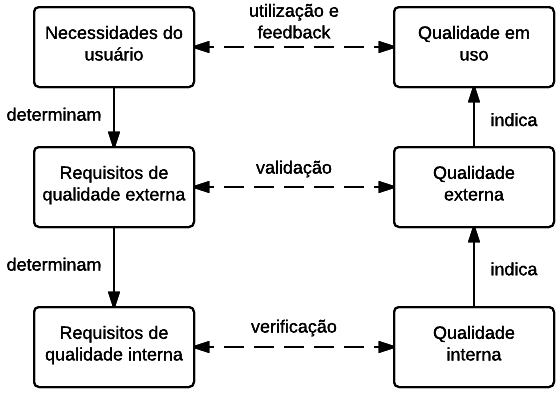 Necessidades do
usuário
utilização e
feedback
Qualidade em
uso
determinam
indica
Requisitos de
qualidade externa
validação
Qualidade
externa
determinam
indica
Requisitos de
qualidade interna
verificação
Qualidade
interna